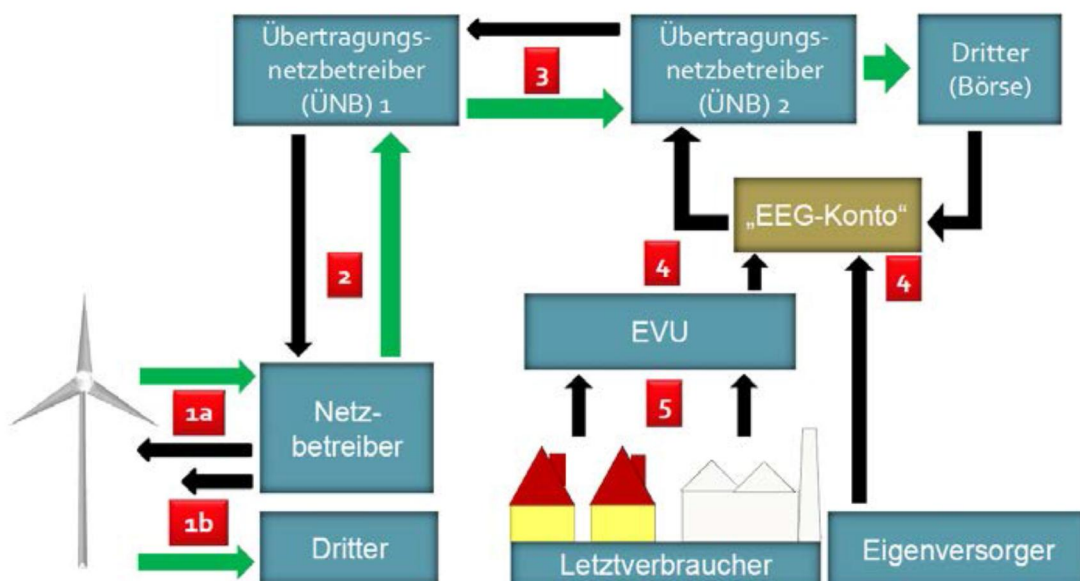 Übertragungs-
netzbetreiber
(ÜNB) 1
3
Übertragungs-
netzbetreiber
(ÜNB) 2
Dritter
(Börse)
„EEG-Konto“
2
4
4
EVU
1a
Netz-
betreiber
5
1b
Dritter
Letztverbraucher
Eigenversorger